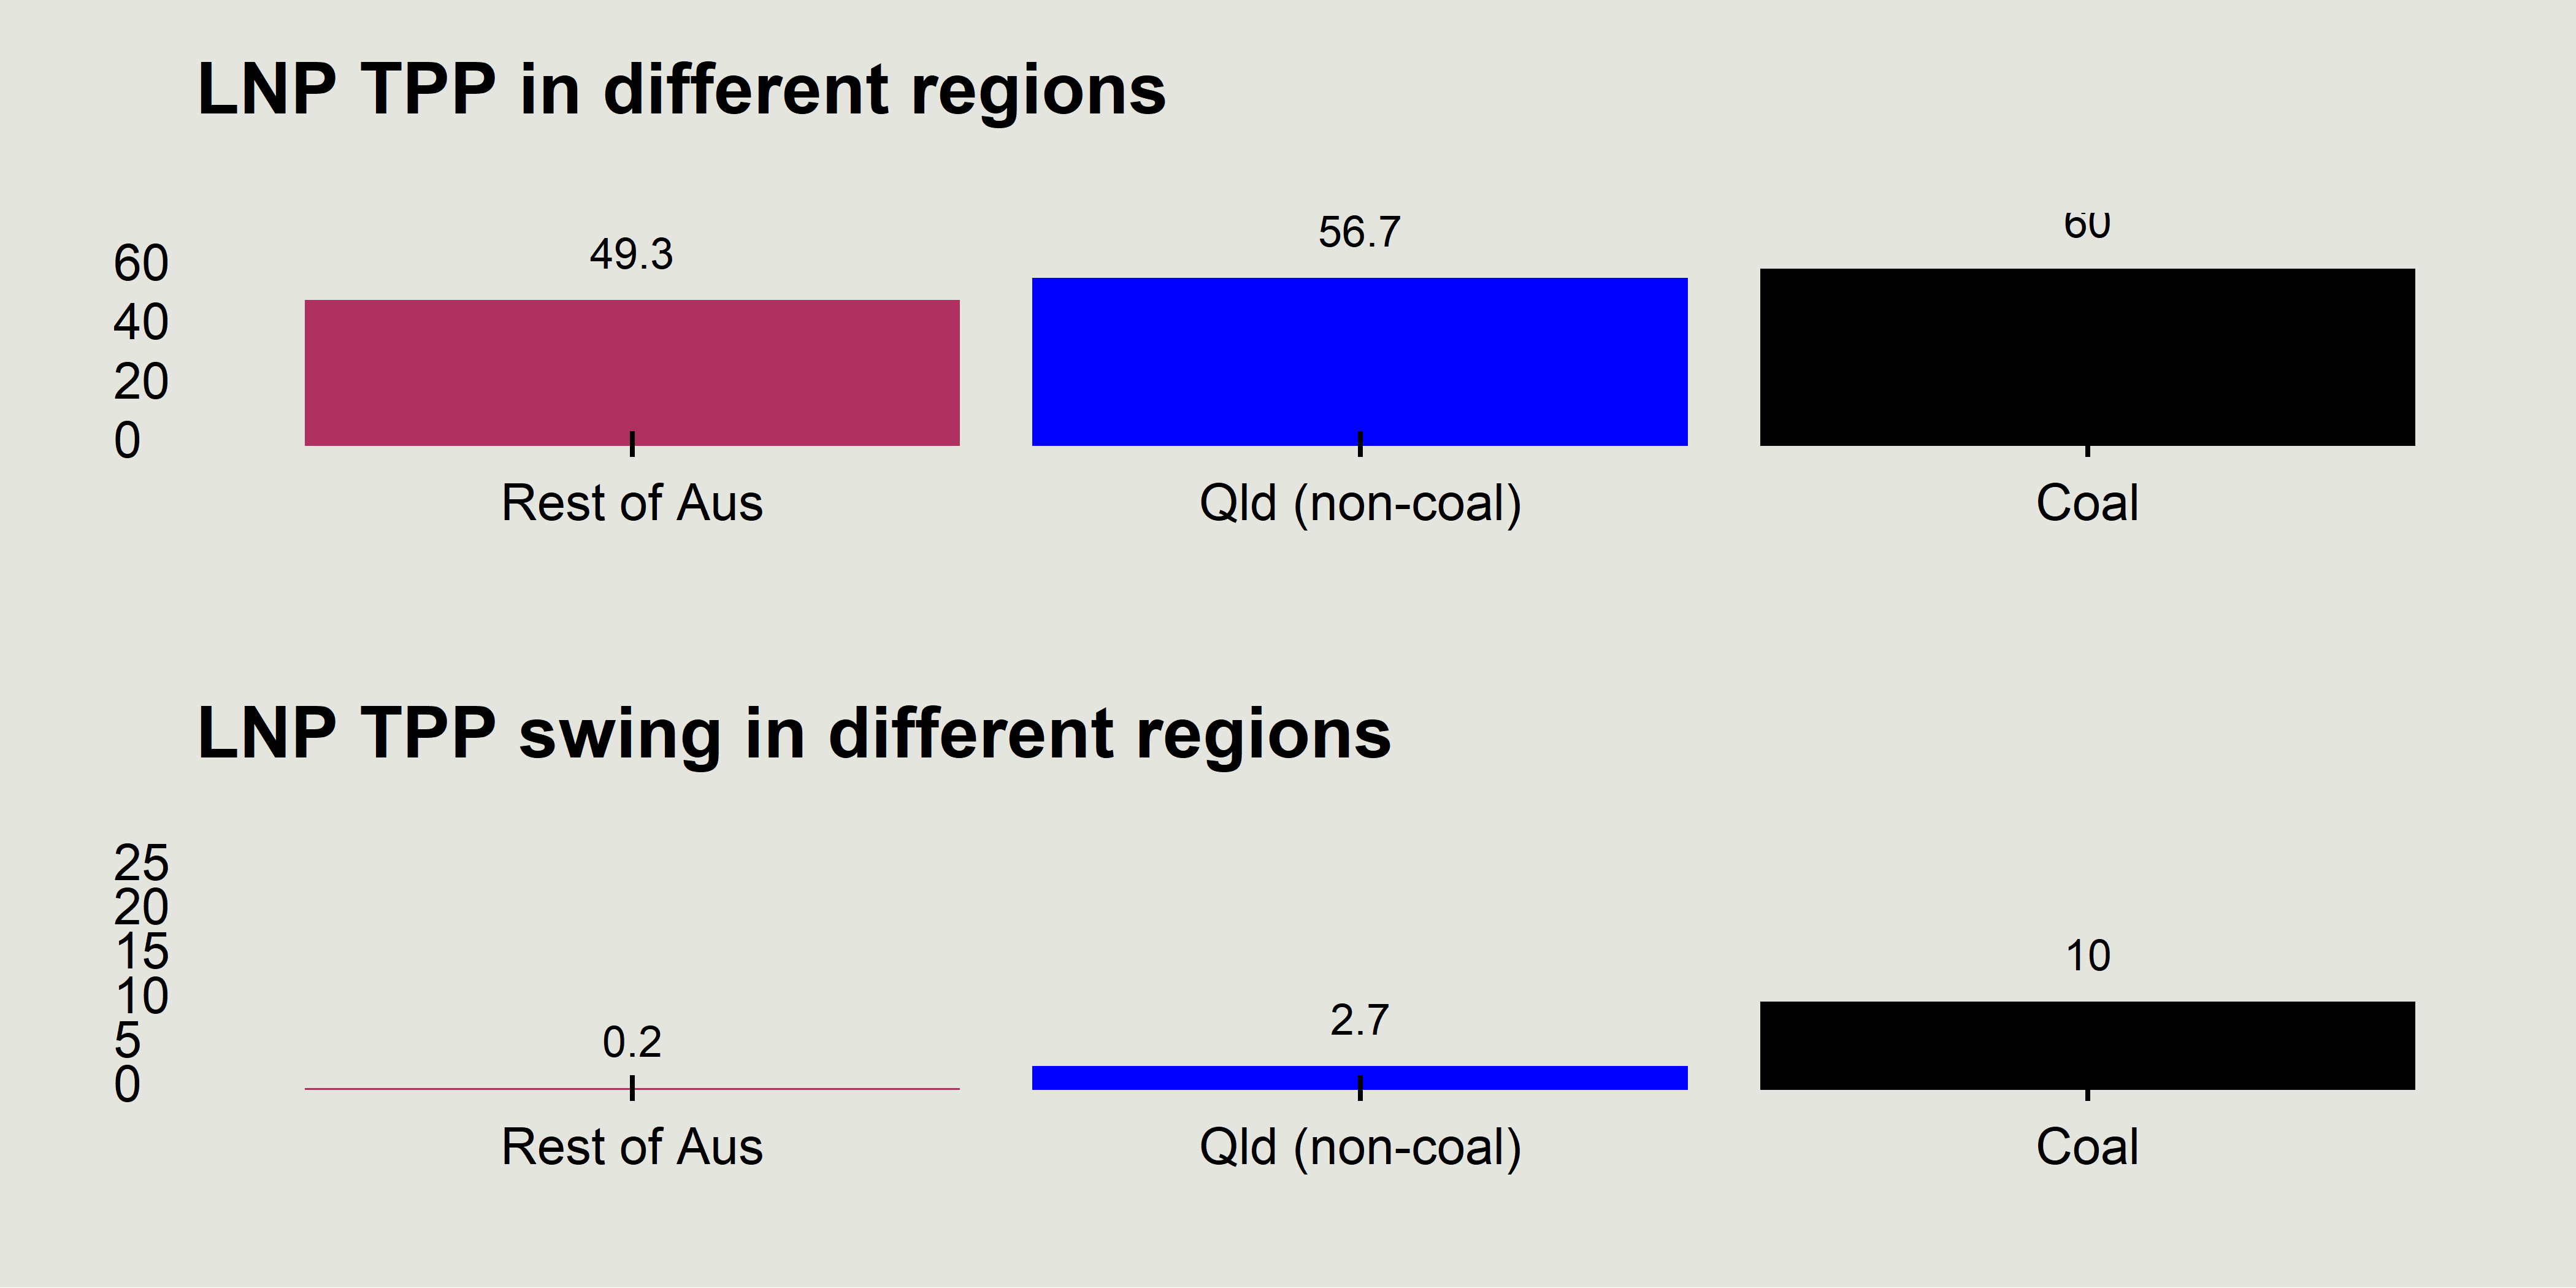 LNP TPP in different regions
60
40
20
0
49.3
56.7
60
Rest of Aus
Qld (non-coal)
Coal
LNP TPP swing in different regions
25
20
15
10
5
0
0.2
2.7
10
Rest of Aus
Qld (non-coal)
Coal